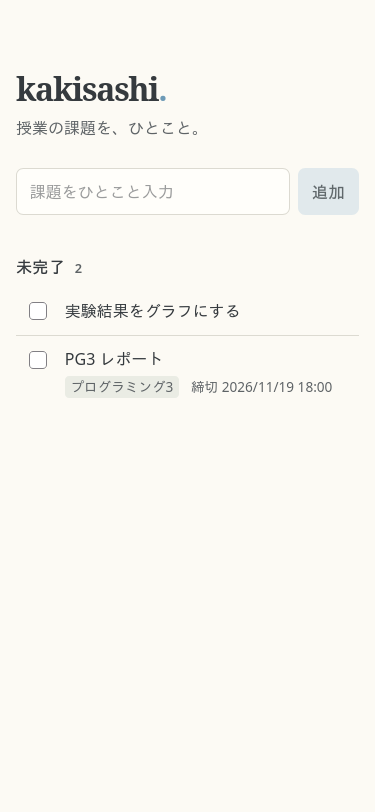 kakisashi.
授業の課題を、ひとこと。
課題をひとこと入力
追加
未完了 2
実験結果をグラフにする
PG3 レポート
プログラミング3 締切 2026/11/19 18:00